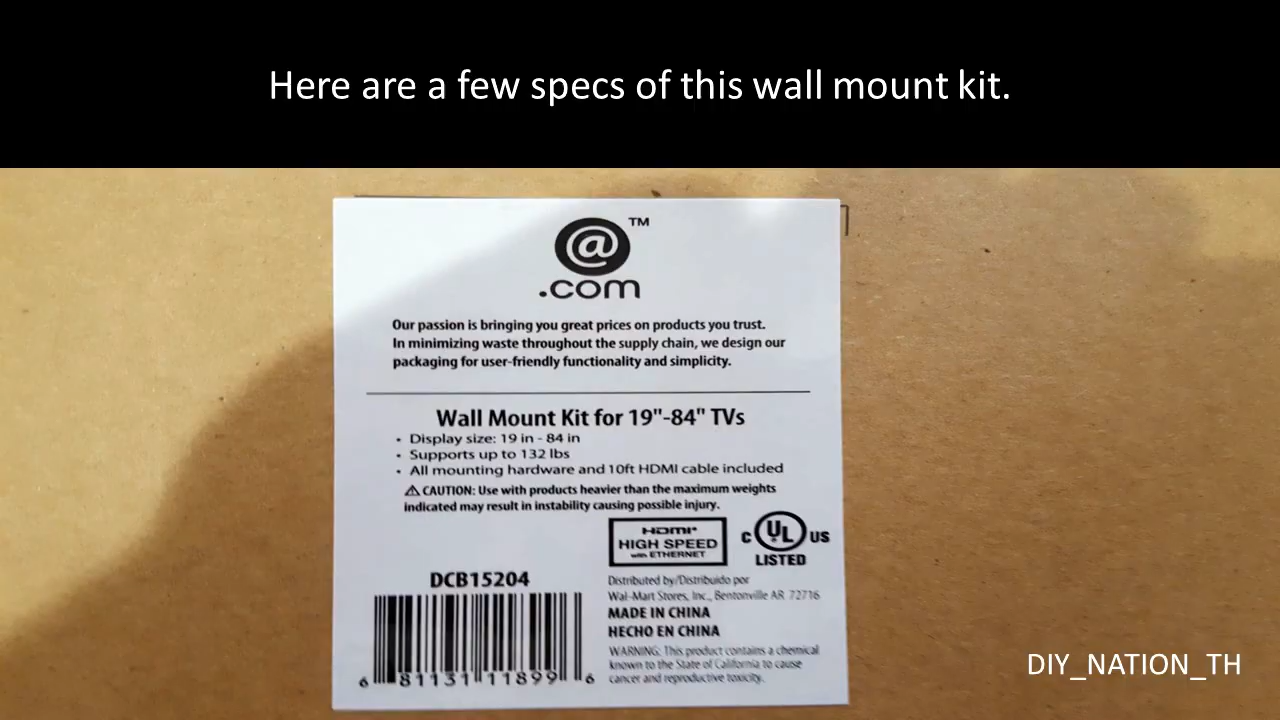 Here are a few specs of this wall mount kit.
@ TM
.com
Our passion is bringing you great prices on products you trust.
In minimizing waste throughout the supply chain, we design our
packaging for user-friendly functionality and simplicity.
Wall Mount Kit for 19"-84" TVs
• Display size: 19 in - 84 in
• Supports up to 132 lbs
• All mounting hardware and 10ft HDMI cable included
⚠ CAUTION: Use with products heavier than the maximum weights
indicated may result in instability causing possible injury.
HDMI
HIGH SPEED
with ETHERNET
C UL US
LISTED
DCB15204
6 81131 11899 6
Distributed by/Distribuido por
Wal-Mart Stores, Inc., Bentonville AR 72716
MADE IN CHINA
HECHO EN CHINA
WARNING: This product contains a chemical
known to the State of California to cause
cancer and reproductive toxicity.
DIY_NATION_TH